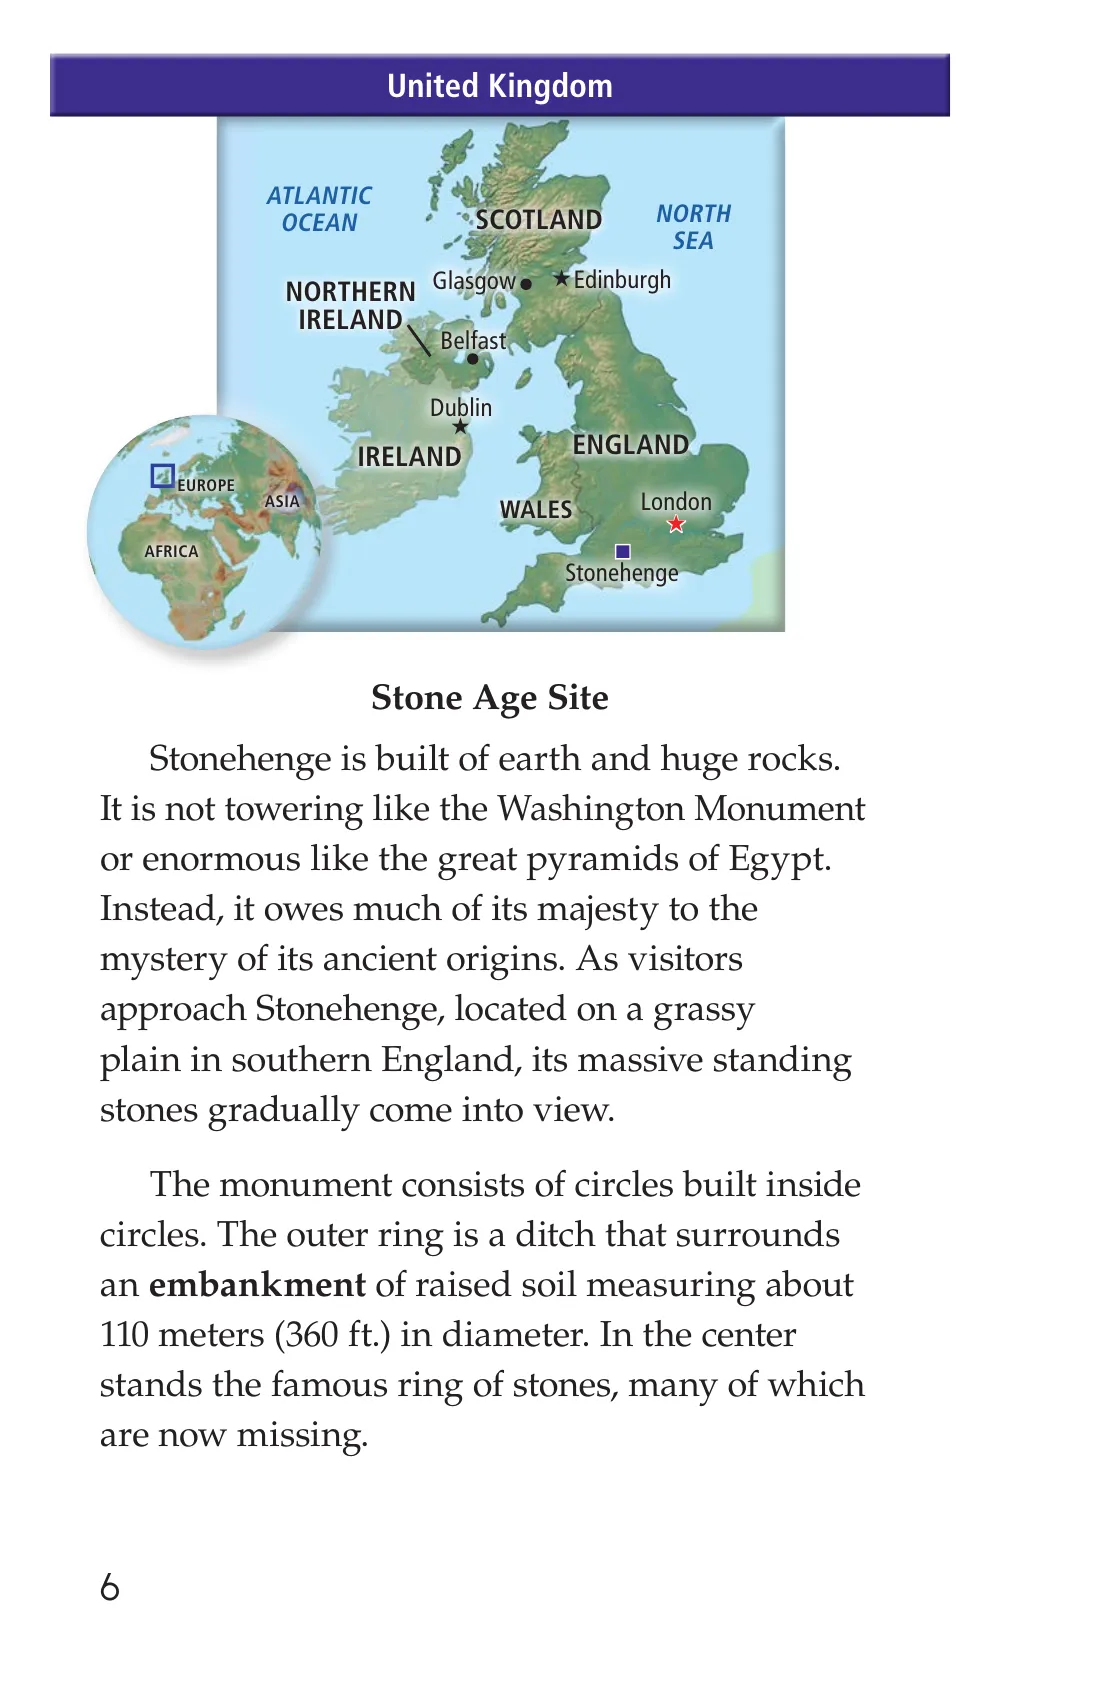 United Kingdom
ATLANTIC
OCEAN
NORTH
SEA
SCOTLAND
Glasgow
Edinburgh
NORTHERN
IRELAND
Belfast
Dublin
IRELAND
ENGLAND
WALES
London
Stonehenge
EUROPE
ASIA
AFRICA
Stone Age Site
Stonehenge is built of earth and huge rocks.
It is not towering like the Washington Monument
or enormous like the great pyramids of Egypt.
Instead, it owes much of its majesty to the
mystery of its ancient origins. As visitors
approach Stonehenge, located on a grassy
plain in southern England, its massive standing
stones gradually come into view.
The monument consists of circles built inside
circles. The outer ring is a ditch that surrounds
an embankment of raised soil measuring about
110 meters (360 ft.) in diameter. In the center
stands the famous ring of stones, many of which
are now missing.
6